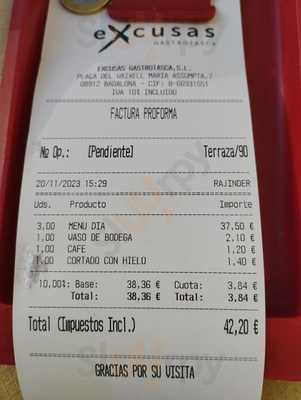 eXcusas
GASTROTASCA
EXCUSAS GASTROTASCA,S.L.
PLAÇA DEL VAIXELL MARIA ASSUMPTA,7
08912 BADALONA - CIF: B-66931551
IVA 10% INCLUIDO
FACTURA PROFORMA
Nº Op.: [Pendiente] Terraza/90
20/11/2023 15:29 RAJINDER
Uds. Producto Importe
3,00 MENU DIA 37,50 €
1,00 VASO DE BODEGA 2,10 €
1,00 CAFE 1,20 €
1,00 CORTADO CON HIELO 1,40 €
10,00%: Base: 38,36 € Cuota: 3,84 €
Total: 38,36 € Total: 3,84 €
Total (Impuestos Incl.) 42,20 €
GRACIAS POR SU VISITA